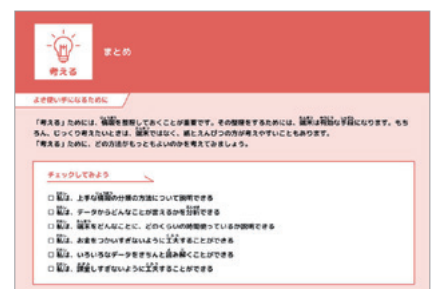 考える
まとめ
よき使い手になるために
「考える」ためには、情報を整理しておくことが重要です。その整理をするためには、端末は有効な手段になります。もち
ろん、じっくり考えたいときは、端末ではなく、紙とえんぴつの方が考えやすいこともあります。
「考える」ために、どの方法がもっともよいのかを考えてみましょう。
チェックしてみよう
□ 私は、上手な情報の分類の方法について説明できる
□ 私は、データからどんなことが言えるかを分析できる
□ 私は、端末をどんなことに、どのくらいの時間使っているか説明できる
□ 私は、お金をつかいすぎないように工夫することができる
□ 私は、いろいろなデータをきちんと読み解くことができる
□ 私は、課金しすぎないように工夫することができる